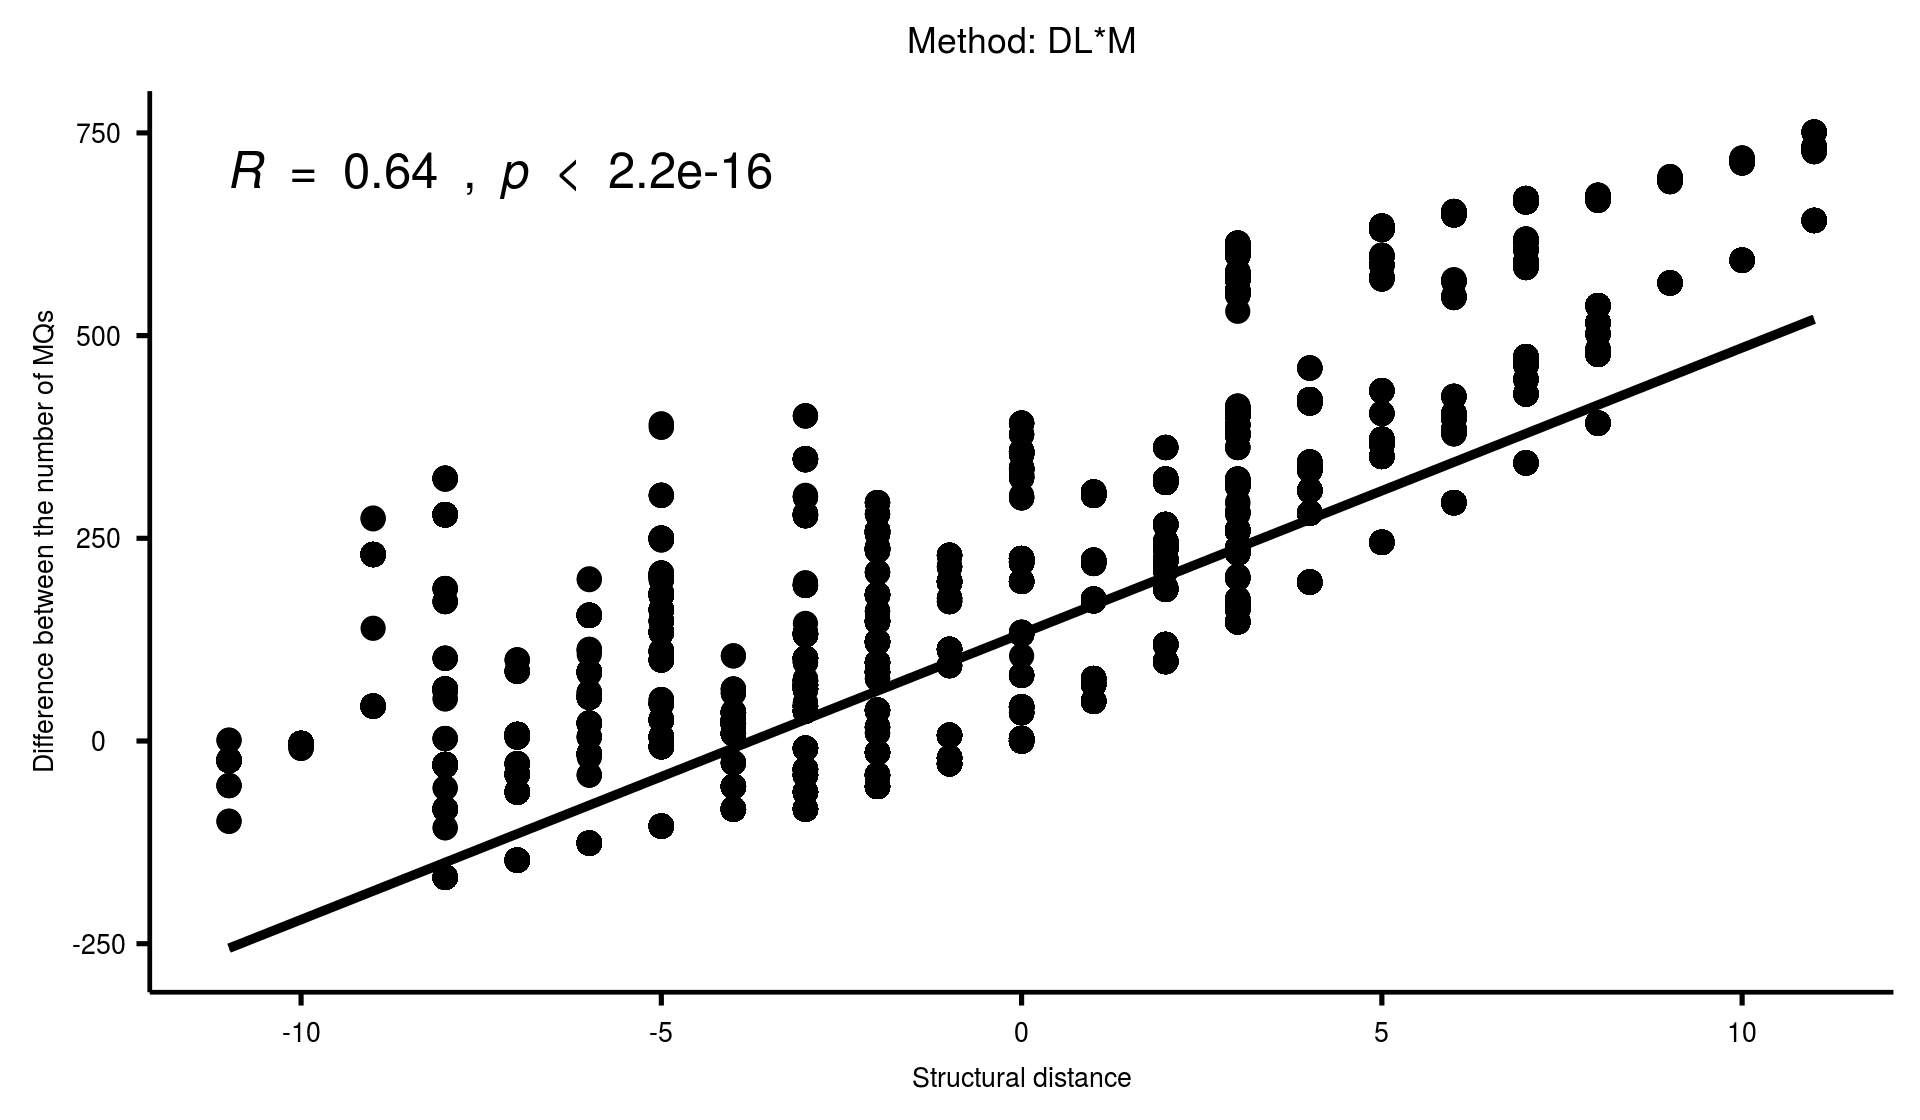 Method: DL*M
R = 0.64 , p < 2.2e-16
Difference between the number of MQs
750
500
250
0
-250
-10 -5 0 5 10
Structural distance